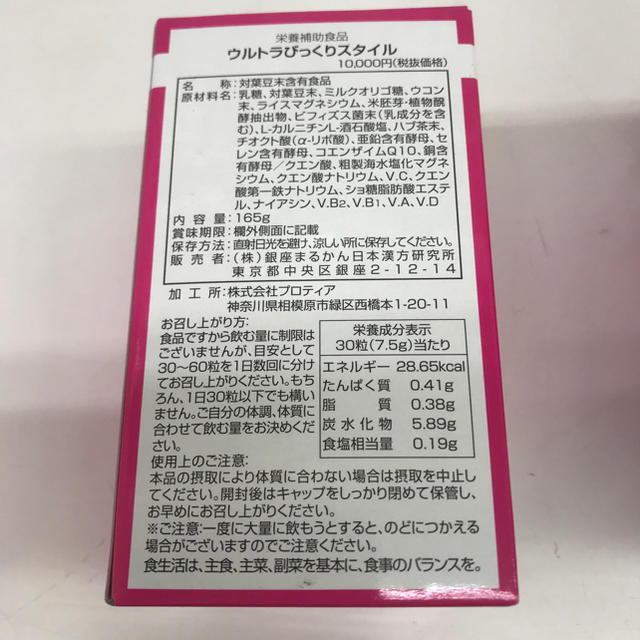 栄養補助食品
ウルトラびっくりスタイル
10,000円(税抜価格)
名　　称:対葉豆末含有食品
原材料名:乳糖、対葉豆末、ミルクオリゴ糖、ウコン
末、ライスマグネシウム、米胚芽・植物醗
酵抽出物、ビフィズス菌末(乳成分を含
む)、L-カルニチンL-酒石酸塩、ハブ茶末、
チオクト酸(α-リポ酸)、亜鉛含有酵母、セ
レン含有酵母、コエンザイムQ10、銅含
有酵母/クエン酸、粗製海水塩化マグネ
シウム、クエン酸ナトリウム、V.C、クエン
酸第一鉄ナトリウム、ショ糖脂肪酸エステ
ル、ナイアシン、V.B2、V.B1、V.A、V.D
内 容 量:165g
賞味期限:欄外側面に記載
保存方法:直射日光を避け、涼しい所に保存してください。
販 売 者:(株)銀座まるかん日本漢方研究所
東京都中央区銀座2-12-14
加 工 所:株式会社プロティア
神奈川県相模原市緑区西橋本1-20-11
お召し上がり方:
食品ですから飲む量に制限は
ございませんが、目安として
30~60粒を1日数回に分け
てお召し上がりください。もち
ろん、1日30粒以下でも構い
ません。ご自分の体調、体質に
合わせて飲む量をお決めくだ
さい。
栄養成分表示
30粒(7.5g)当たり
エネルギー 28.65kcal
たんぱく質 0.41g
脂　　質 0.38g
炭水化物 5.89g
食塩相当量 0.19g
使用上のご注意:
本品の摂取により体質に合わない場合は摂取を中止し
てください。開封後はキャップをしっかり閉めて保管し、
お早めにお召し上がりください。
※ご注意:一度に大量に飲もうとすると、のどにつかえる
場合がございますのでご注意ください。
食生活は、主食、主菜、副菜を基本に、食事のバランスを。